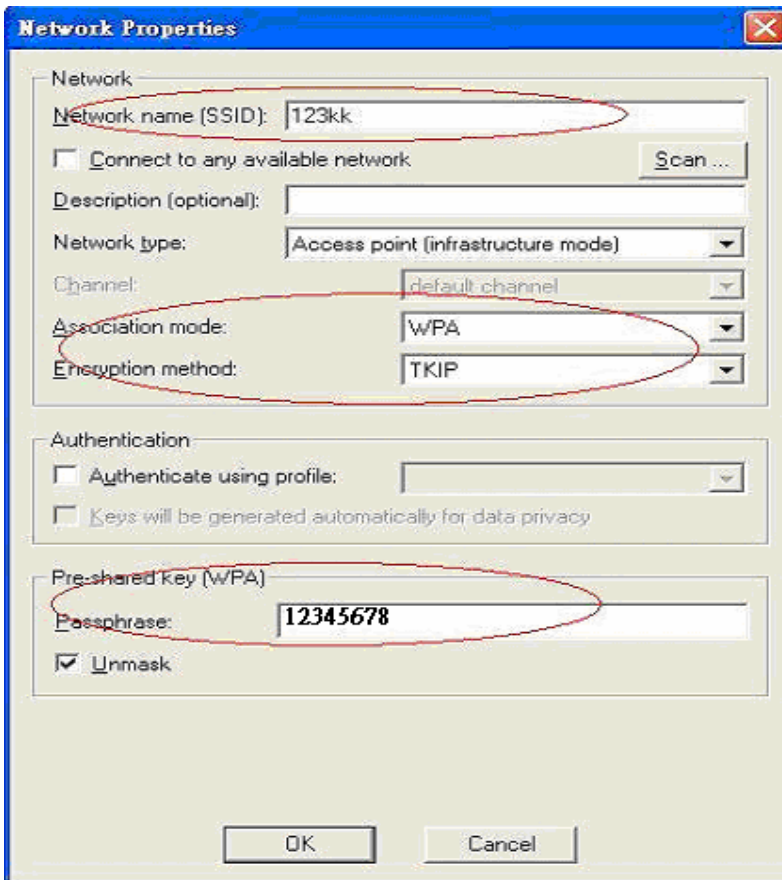 Network Properties
Network
Network name (SSID): 123kk
Connect to any available network Scan ...
Description (optional):
Network type: Access point (infrastructure mode)
Channel: default channel
Association mode: WPA
Encryption method: TKIP
Authentication
Authenticate using profile:
Keys will be generated automatically for data privacy
Pre-shared key (WPA)
Passphrase: 12345678
Unmask
OK Cancel